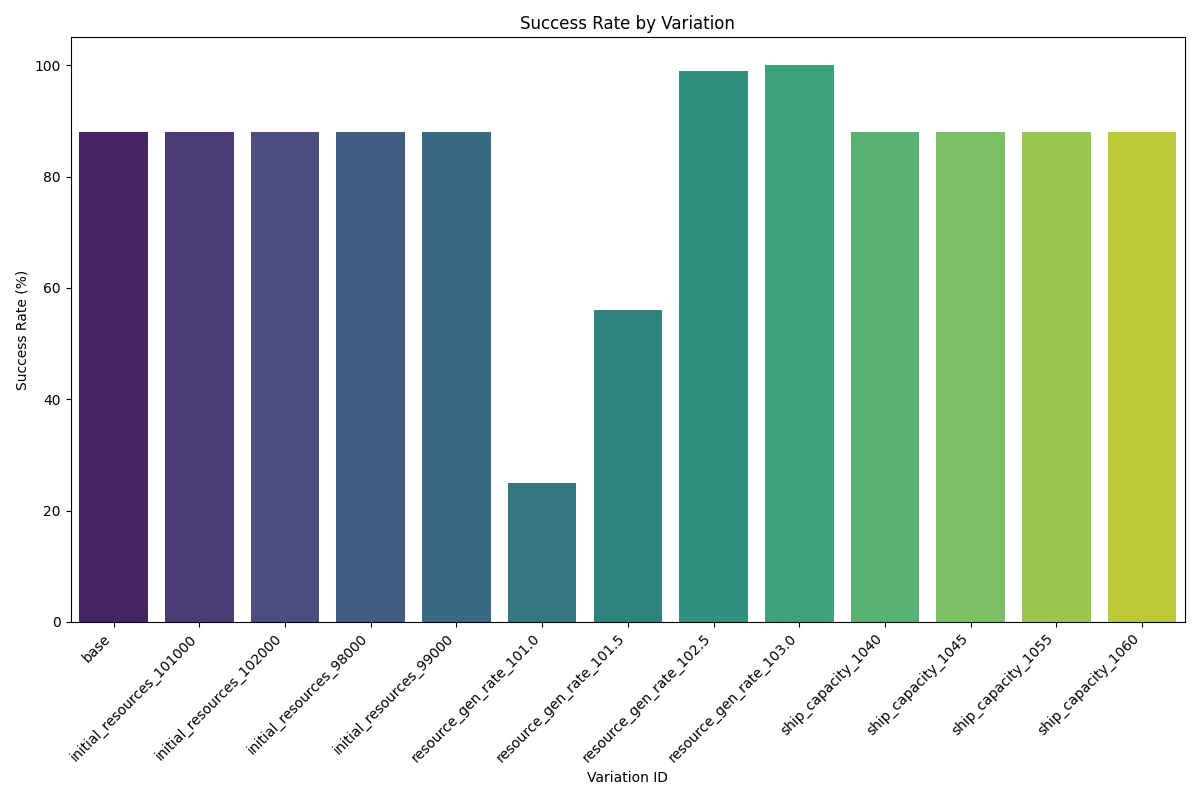 Success Rate by Variation
Success Rate (%)
100
80
60
40
20
0
base
initial_resources_101000
initial_resources_102000
initial_resources_98000
initial_resources_99000
resource_gen_rate_101.0
resource_gen_rate_101.5
resource_gen_rate_102.5
resource_gen_rate_103.0
ship_capacity_1040
ship_capacity_1045
ship_capacity_1055
ship_capacity_1060
Variation ID